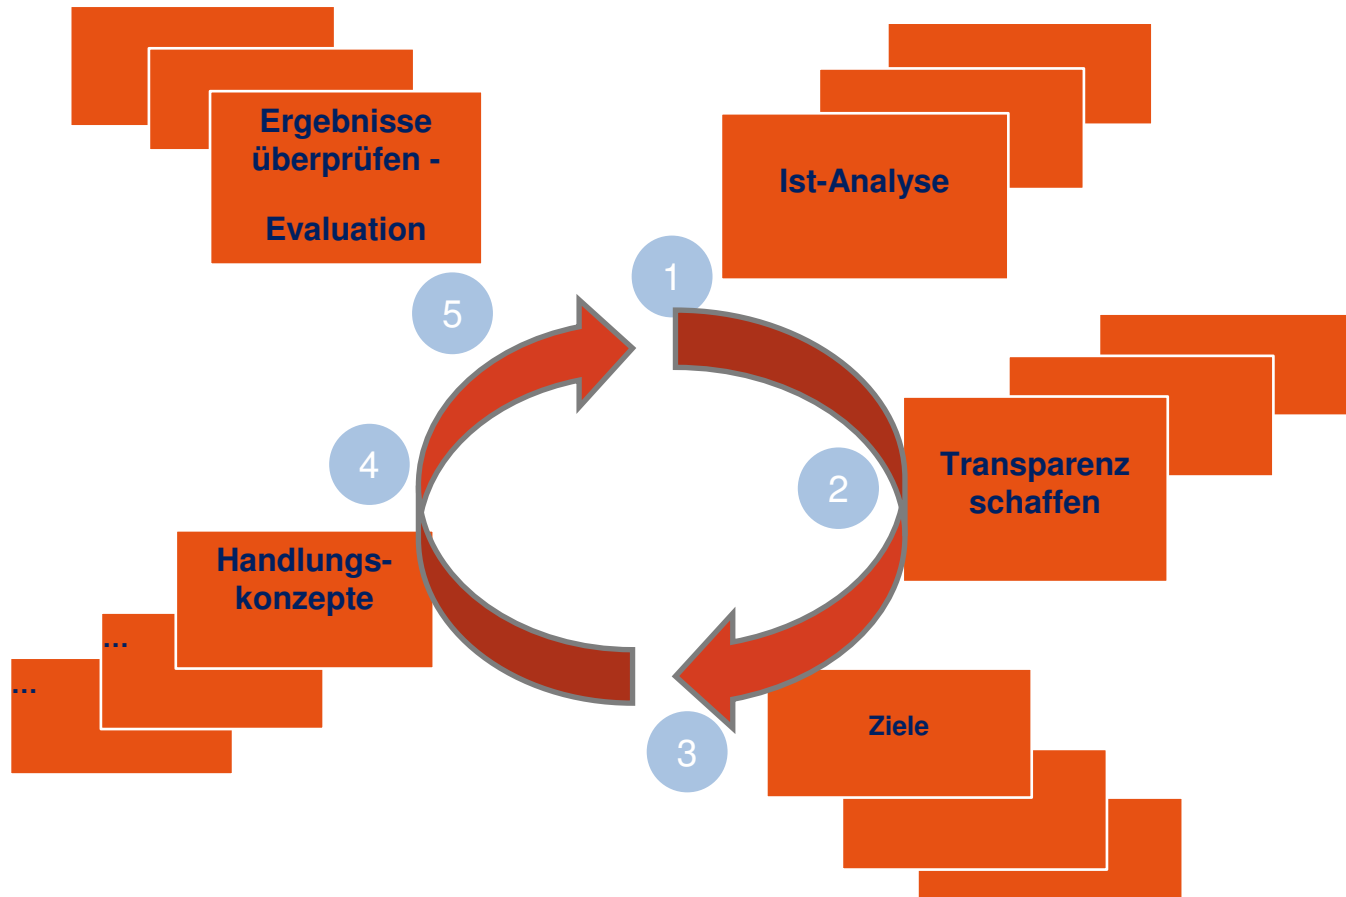 1
Ist-Analyse
2
Transparenz
schaffen
3
Ziele
4
Handlungs-
konzepte
...
...
5
Ergebnisse
überprüfen -
Evaluation